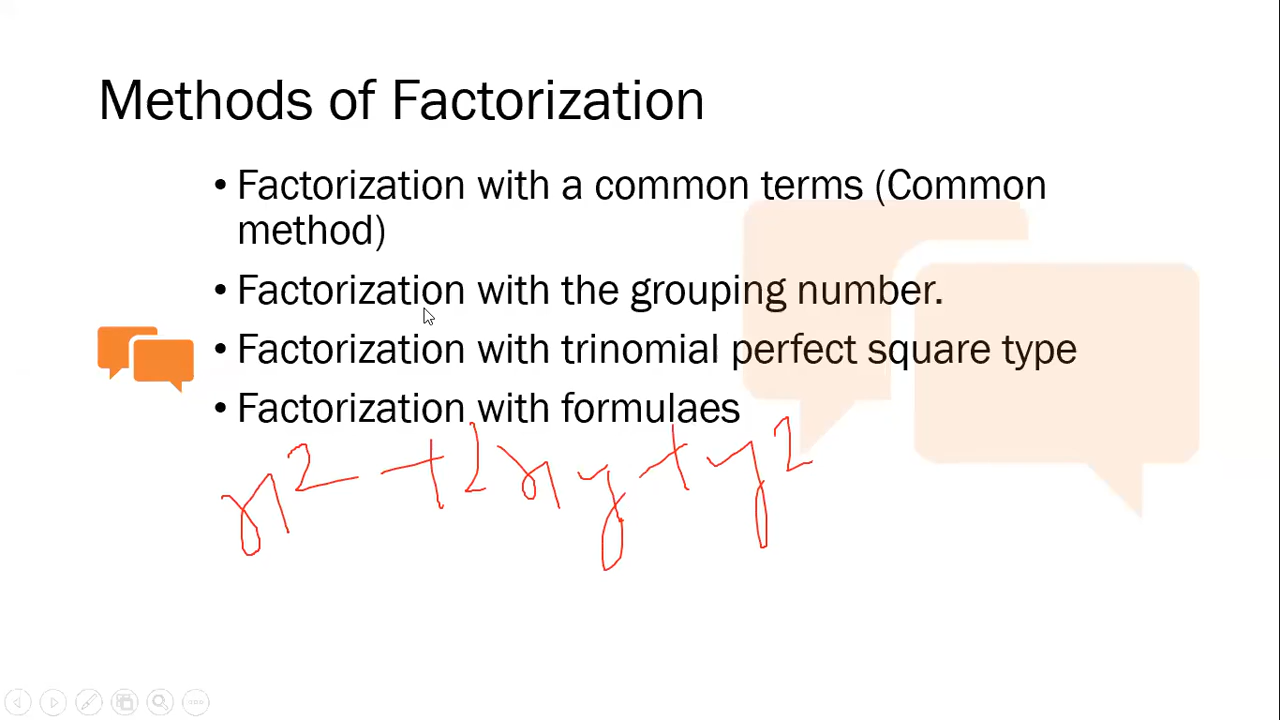 Methods of Factorization
• Factorization with a common terms (Common
method)
• Factorization with the grouping number.
• Factorization with trinomial perfect square type
• Factorization with formulaes
x² + 2xy + y²